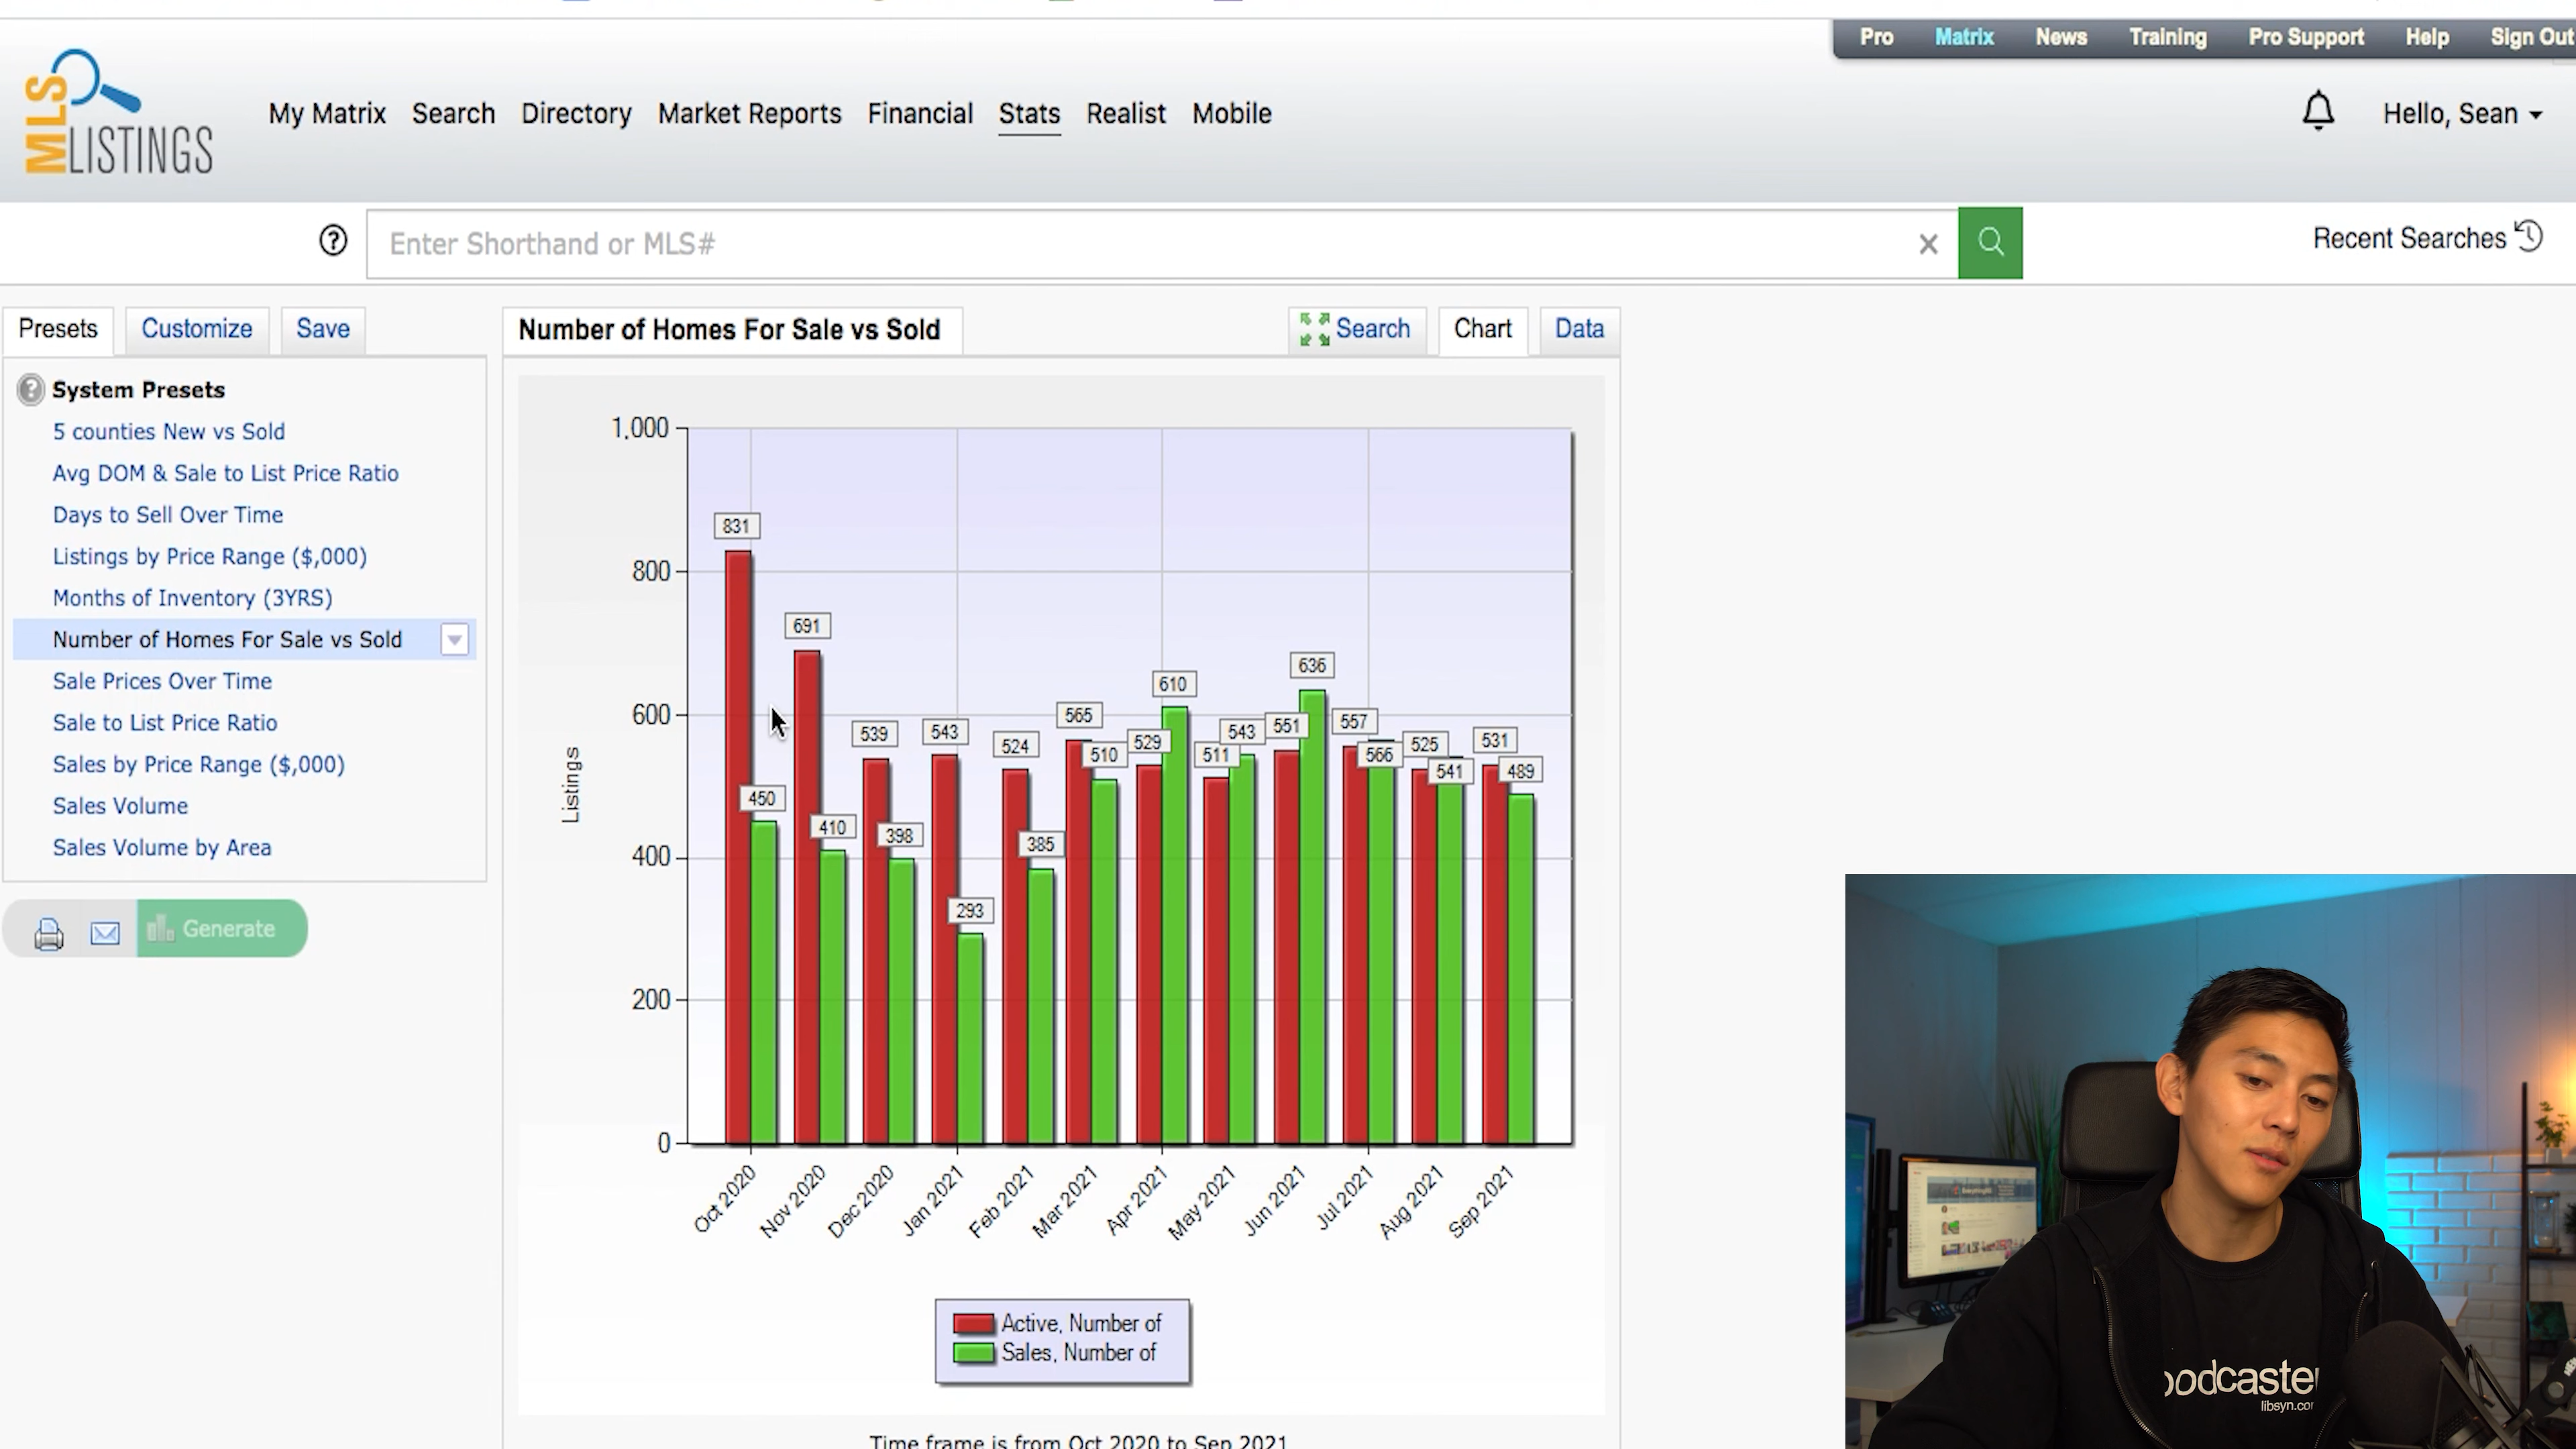 Pro Matrix News Training Pro Support Help Sign Out
MLS
LISTINGS
My Matrix Search Directory Market Reports Financial Stats Realist Mobile
Hello, Sean
Enter Shorthand or MLS#
Recent Searches
Presets Customize Save
Number of Homes For Sale vs Sold
Search Chart Data
System Presets
5 counties New vs Sold
Avg DOM & Sale to List Price Ratio
Days to Sell Over Time
Listings by Price Range ($,000)
Months of Inventory (3YRS)
Number of Homes For Sale vs Sold
Sale Prices Over Time
Sale to List Price Ratio
Sales by Price Range ($,000)
Sales Volume
Sales Volume by Area
Generate
Listings
1,000
800
600
400
200
0
831
450
691
410
539
398
543
293
524
385
565
510
529
610
511
543
551
636
557
566
525
541
531
489
Oct 2020
Nov 2020
Dec 2020
Jan 2021
Feb 2021
Mar 2021
Apr 2021
May 2021
Jun 2021
Jul 2021
Aug 2021
Sep 2021
Active, Number of
Sales, Number of
Time frame is from Oct 2020 to Sep 2021
podcaster
libsyn.com